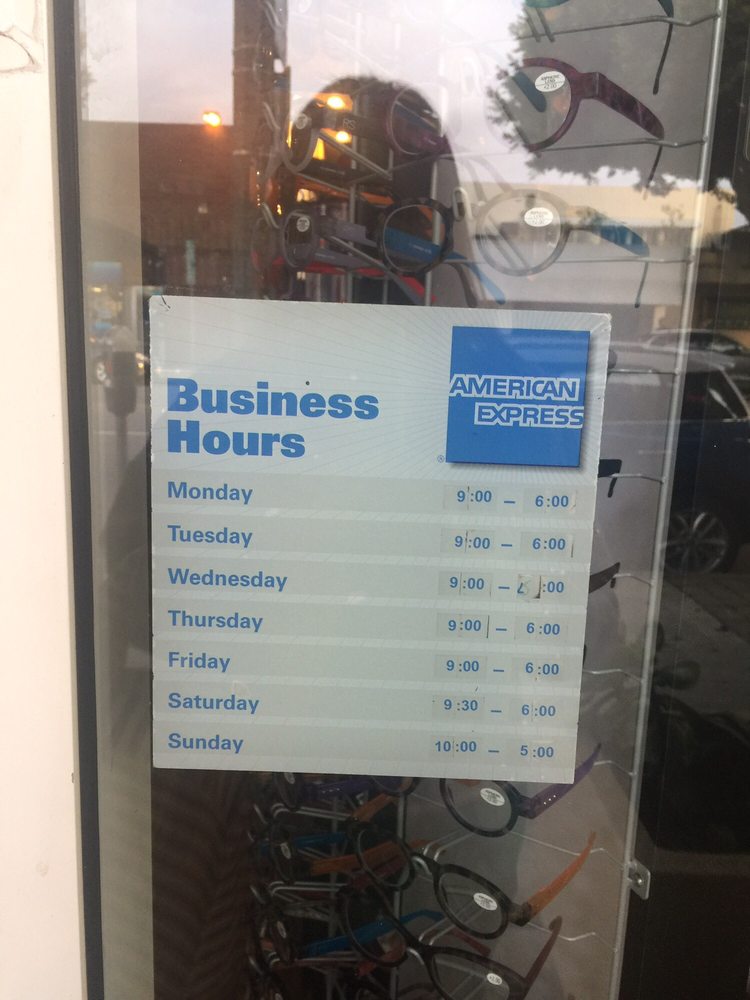 Business
Hours
AMERICAN
EXPRESS
®
Monday 9:00 – 6:00
Tuesday 9:00 – 6:00
Wednesday 9:00 – :00
Thursday 9:00 – 6:00
Friday 9:00 – 6:00
Saturday 9:30 – 6:00
Sunday 10:00 – 5:00